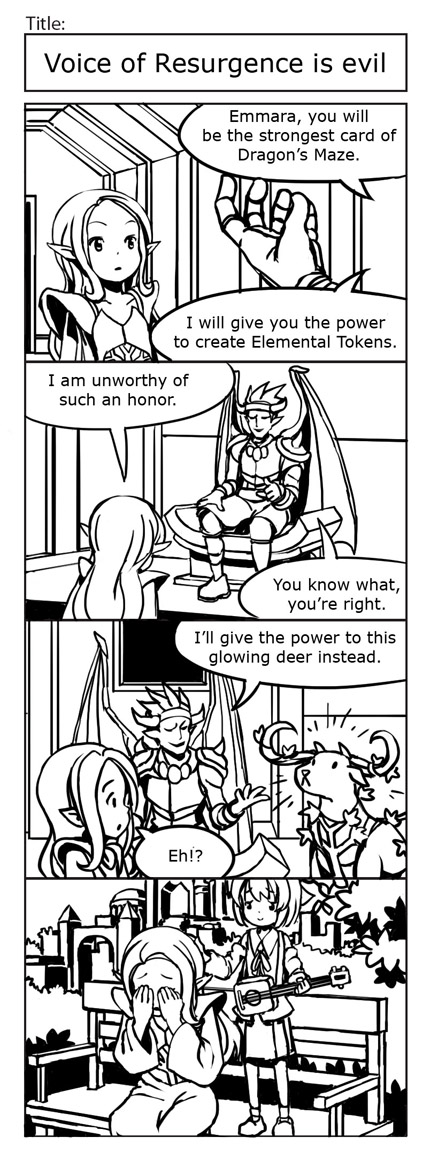 Title:
Voice of Resurgence is evil
Emmara, you will
be the strongest card of
Dragon’s Maze.
I will give you the power
to create Elemental Tokens.
I am unworthy of
such an honor.
You know what,
you’re right.
I’ll give the power to this
glowing deer instead.
Eh!?